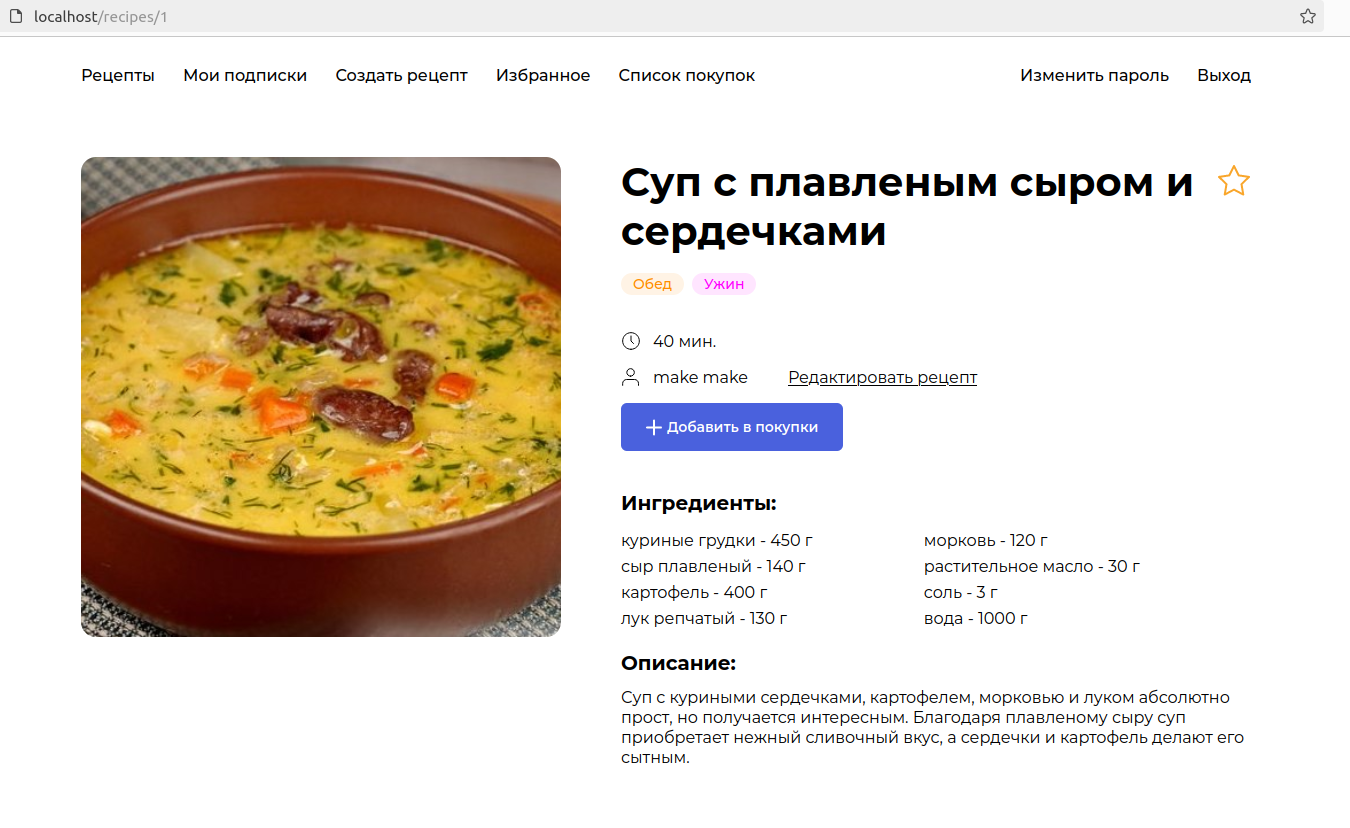 localhost/recipes/1
Рецепты Мои подписки Создать рецепт Избранное Список покупок Изменить пароль Выход
Суп с плавленым сыром и
сердечками
Обед Ужин
40 мин.
make make Редактировать рецепт
Добавить в покупки
Ингредиенты:
куриные грудки - 450 г
сыр плавленый - 140 г
картофель - 400 г
лук репчатый - 130 г
морковь - 120 г
растительное масло - 30 г
соль - 3 г
вода - 1000 г
Описание:
Суп с куриными сердечками, картофелем, морковью и луком абсолютно
прост, но получается интересным. Благодаря плавленому сыру суп
приобретает нежный сливочный вкус, а сердечки и картофель делают его
сытным.